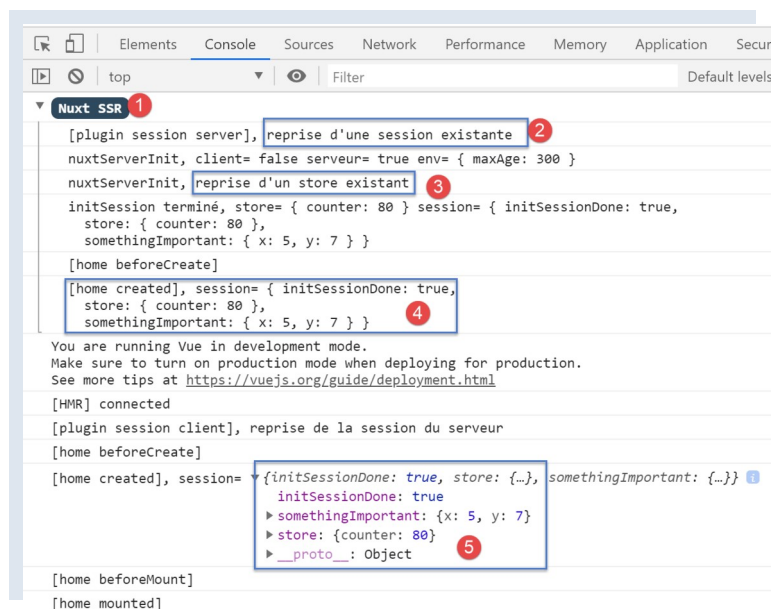 Elements Console Sources Network Performance Memory Application Secur
top Filter Default levels
Nuxt SSR 1
[plugin session server], reprise d'une session existante 2
nuxtServerInit, client= false serveur= true env= { maxAge: 300 }
nuxtServerInit, reprise d'un store existant 3
initSession terminé, store= { counter: 80 } session= { initSessionDone: true,
store: { counter: 80 },
somethingImportant: { x: 5, y: 7 } }
[home beforeCreate]
[home created], session= { initSessionDone: true,
store: { counter: 80 },
somethingImportant: { x: 5, y: 7 } }
4
You are running Vue in development mode.
Make sure to turn on production mode when deploying for production.
See more tips at https://vuejs.org/guide/deployment.html
[HMR] connected
[plugin session client], reprise de la session du serveur
[home beforeCreate]
[home created], session= {initSessionDone: true, store: {…}, somethingImportant: {…}} i
initSessionDone: true
somethingImportant: {x: 5, y: 7}
store: {counter: 80}
__proto__: Object
5
[home beforeMount]
[home mounted]